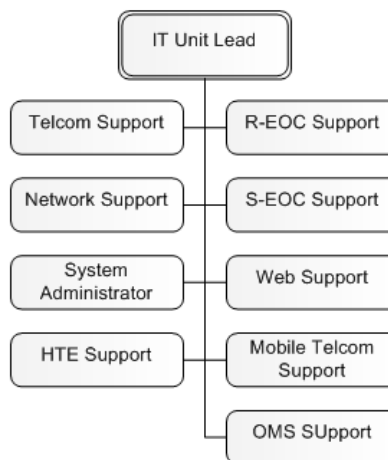 IT Unit Lead
Telcom Support
R-EOC Support
Network Support
S-EOC Support
System
Administrator
Web Support
HTE Support
Mobile Telcom
Support
OMS SUpport